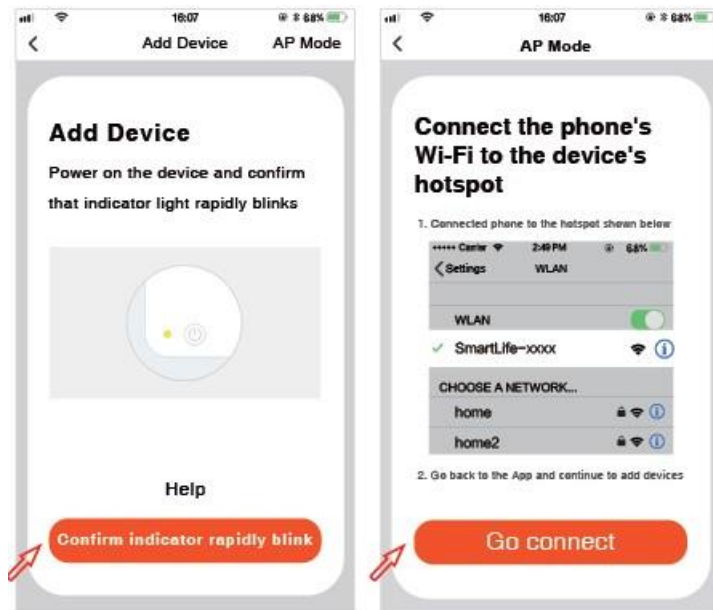 16:07
68%
Add Device
AP Mode
Add Device
Power on the device and confirm
that indicator light rapidly blinks
Help
Confirm indicator rapidly blink
16:07
68%
AP Mode
Connect the phone's
Wi-Fi to the device's
hotspot
1. Connected phone to the hotspot shown below
Carrier
2:49 PM
68%
Settings
WLAN
WLAN
SmartLife-xxxx
CHOOSE A NETWORK...
home
home2
2. Go back to the App and continue to add devices
Go connect